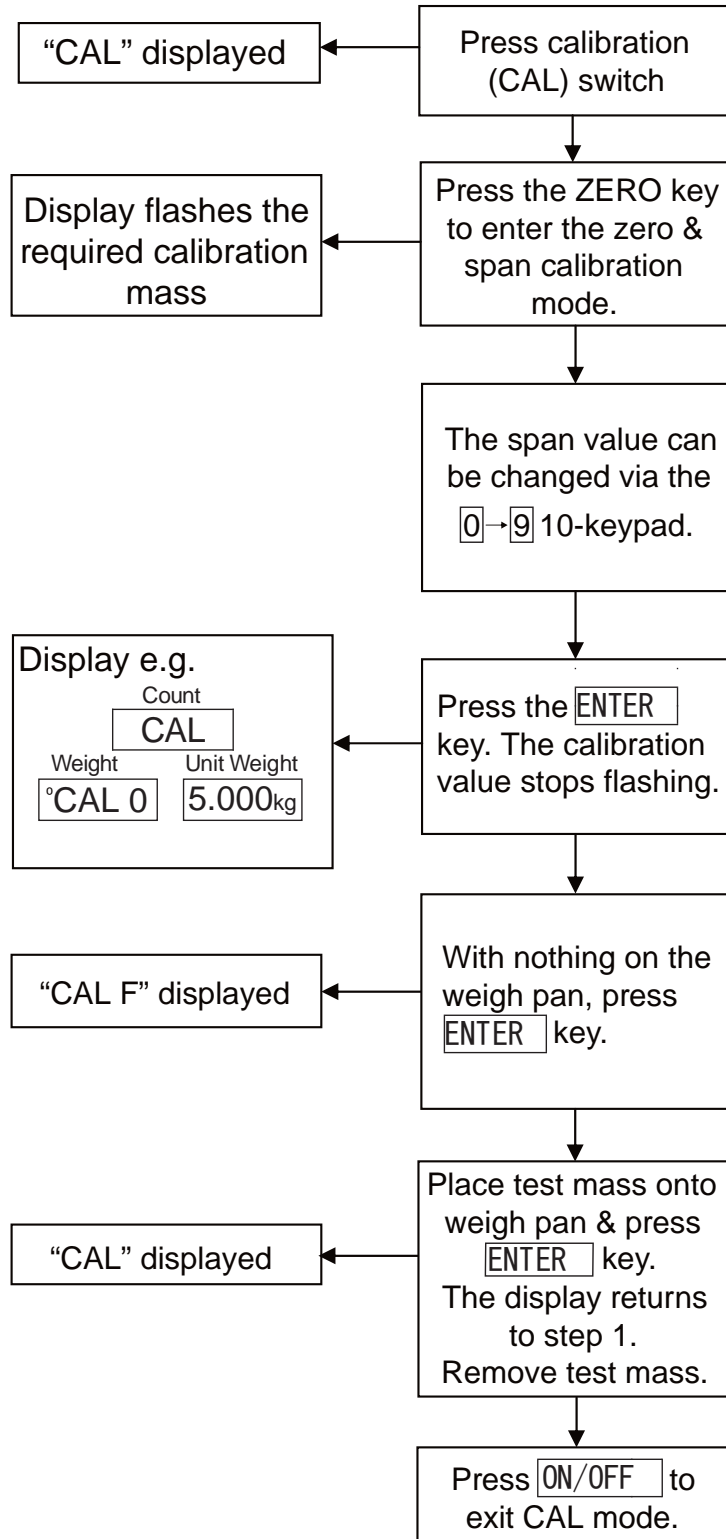 “CAL” displayed
Press calibration
(CAL) switch
Display flashes the
required calibration
mass
Press the ZERO key
to enter the zero &
span calibration
mode.
The span value can
be changed via the
0→9 10-keypad.
Display e.g.
Count
CAL
Weight Unit Weight
°CAL 0 5.000kg
Press the ENTER
key. The calibration
value stops flashing.
“CAL F” displayed
With nothing on the
weigh pan, press
ENTER key.
“CAL” displayed
Place test mass onto
weigh pan & press
ENTER key.
The display returns
to step 1.
Remove test mass.
Press ON/OFF to
exit CAL mode.